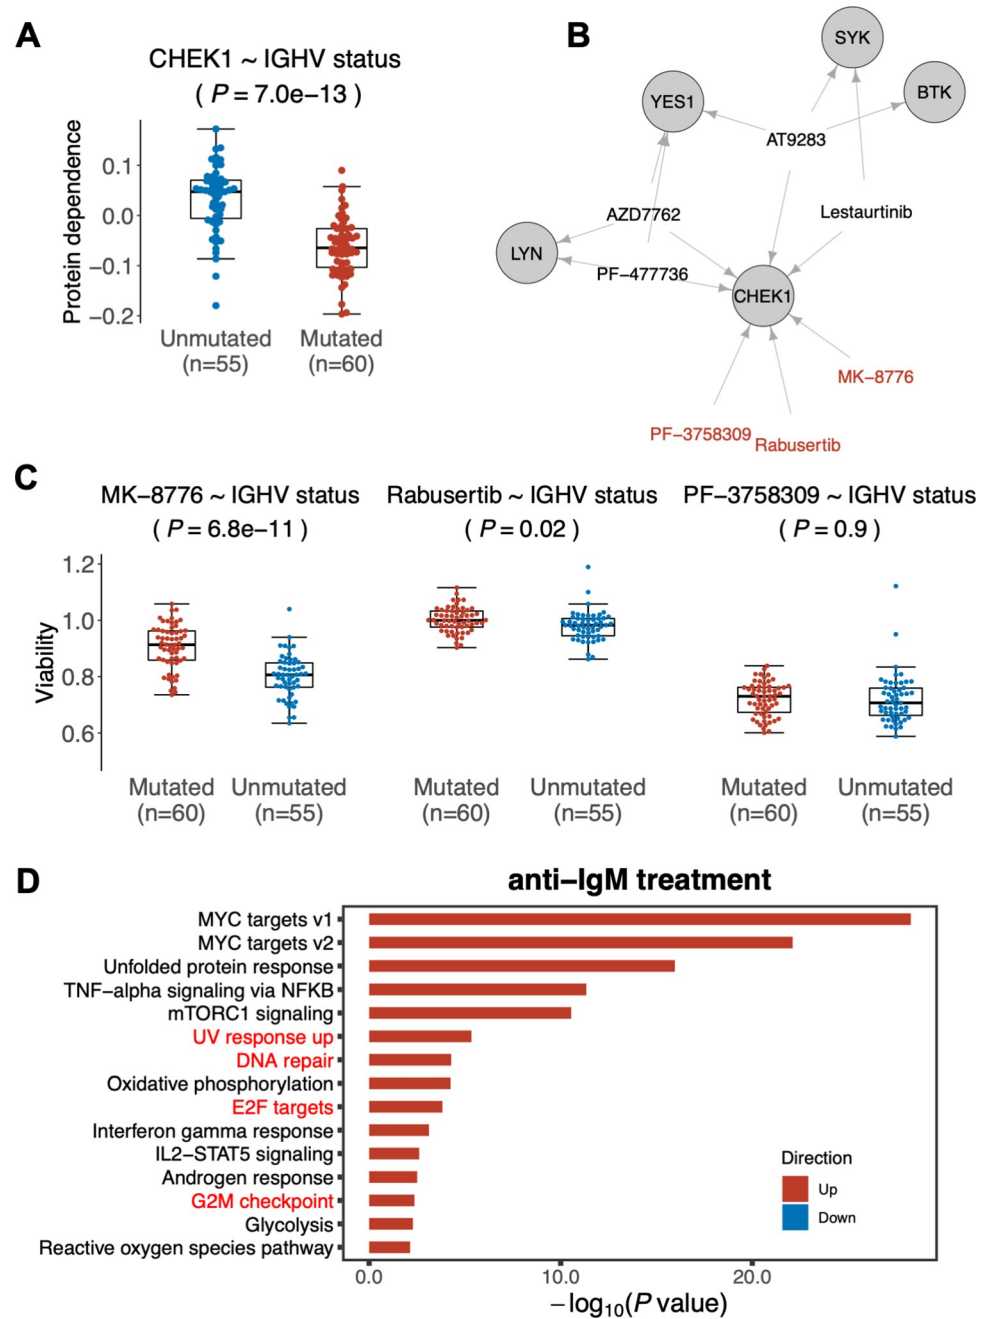 A
CHEK1 ~ IGHV status
( P = 7.0e−13 )
Protein dependence
0.1
0.0
−0.1
−0.2
Unmutated
(n=55)
Mutated
(n=60)
B
SYK
BTK
YES1
AT9283
AZD7762
Lestaurtinib
LYN
PF−477736
CHEK1
MK−8776
PF−3758309
Rabusertib
C
MK−8776 ~ IGHV status
( P = 6.8e−11 )
Rabusertib ~ IGHV status
( P = 0.02 )
PF−3758309 ~ IGHV status
( P = 0.9 )
Viability
1.2
1.0
0.8
0.6
Mutated
(n=60)
Unmutated
(n=55)
Mutated
(n=60)
Unmutated
(n=55)
Mutated
(n=60)
Unmutated
(n=55)
D
anti−IgM treatment
MYC targets v1
MYC targets v2
Unfolded protein response
TNF−alpha signaling via NFKB
mTORC1 signaling
UV response up
DNA repair
Oxidative phosphorylation
E2F targets
Interferon gamma response
IL2−STAT5 signaling
Androgen response
G2M checkpoint
Glycolysis
Reactive oxygen species pathway
Direction
Up
Down
0.0
10.0
20.0
−log₁₀(P value)